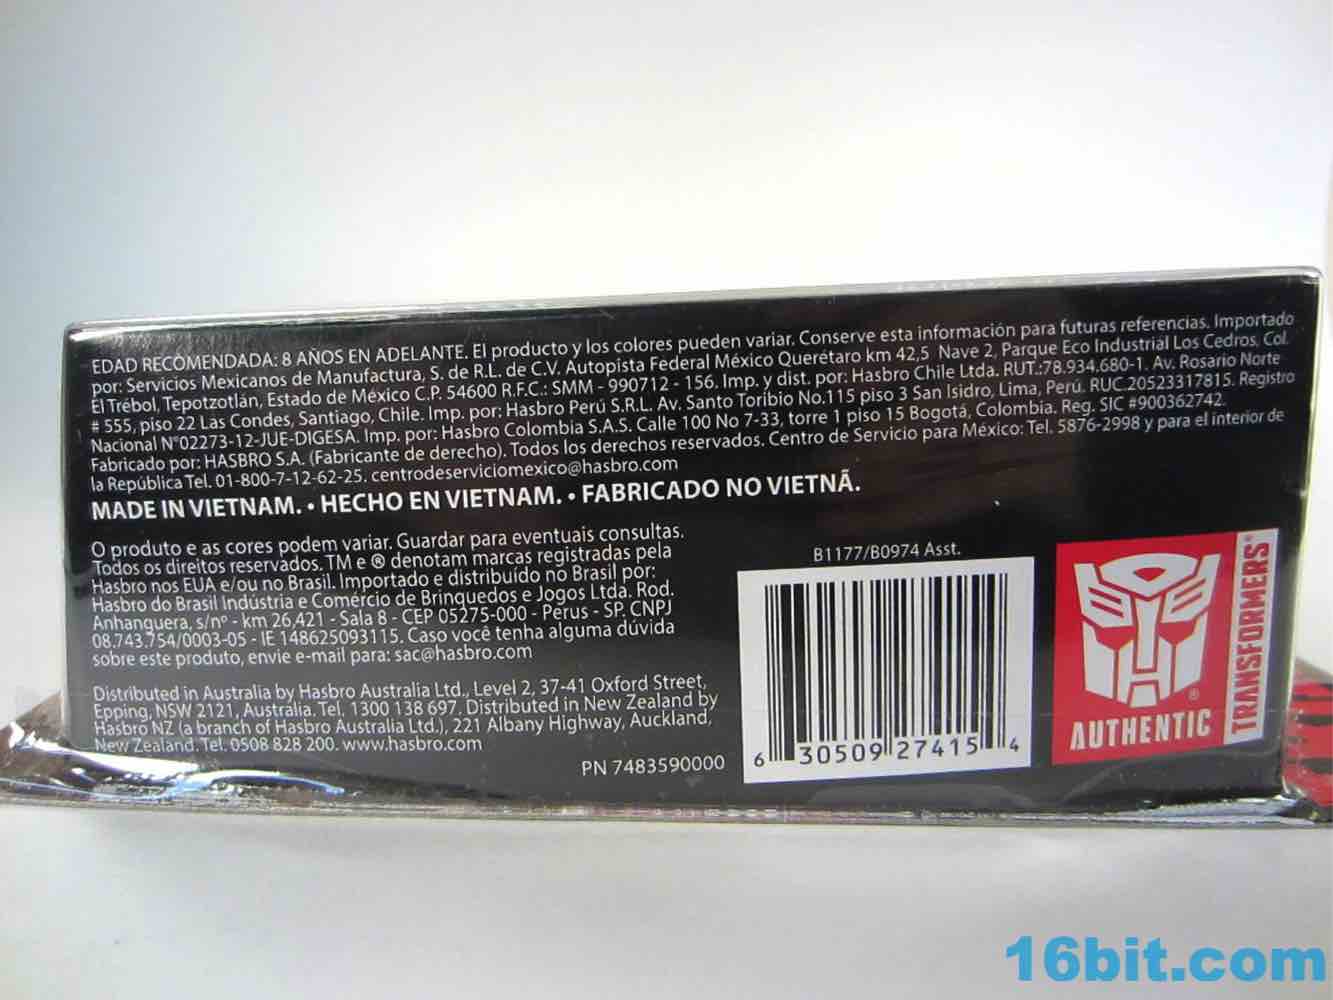 EDAD RECOMENDADA: 8 AÑOS EN ADELANTE. El producto y los colores pueden variar. Conserve esta información para futuras referencias. Importado
por: Servicios Mexicanos de Manufactura, S. de R.L. de C.V. Autopista Federal México Querétaro km 42,5 Nave 2, Parque Eco Industrial Los Cedros, Col.
El Trébol, Tepotzotlán, Estado de México C.P. 54600 R.F.C.: SMM - 990712 - 156. Imp. y dist. por: Hasbro Chile Ltda. RUT.:78.934.680-1. Av. Rosario Norte
# 555, piso 22 Las Condes, Santiago, Chile. Imp. por: Hasbro Perú S.R.L. Av. Santo Toribio No.115 piso 3 San Isidro, Lima, Perú. RUC.20523317815. Registro
Nacional N°02273-12-JUE-DIGESA. Imp. por: Hasbro Colombia S.A.S. Calle 100 No 7-33, torre 1 piso 15 Bogotá, Colombia. Reg. SIC #900362742.
Fabricado por: HASBRO S.A. (Fabricante de derecho). Todos los derechos reservados. Centro de Servicio para México: Tel. 5876-2998 y para el interior de
la República Tel. 01-800-7-12-62-25. centrodeserviciomexico@hasbro.com
MADE IN VIETNAM. • HECHO EN VIETNAM. • FABRICADO NO VIETNÃ.
O produto e as cores podem variar. Guardar para eventuais consultas.
Todos os direitos reservados. TM e ® denotam marcas registradas pela
Hasbro nos EUA e/ou no Brasil. Importado e distribuído no Brasil por:
Hasbro do Brasil Indústria e Comércio de Brinquedos e Jogos Ltda. Rod.
Anhanguera, s/nº - km 26,421 - Sala 8 - CEP 05275-000 - Perus - SP. CNPJ
08.743.754/0003-05 - IE 148625093115. Caso você tenha alguma dúvida
sobre este produto, envie e-mail para: sac@hasbro.com
Distributed in Australia by Hasbro Australia Ltd., Level 2, 37-41 Oxford Street,
Epping, NSW 2121, Australia. Tel. 1300 138 697. Distributed in New Zealand by
Hasbro NZ (a branch of Hasbro Australia Ltd.), 221 Albany Highway, Auckland,
New Zealand. Tel. 0508 828 200. www.hasbro.com
PN 7483590000
B1177/B0974 Asst.
6 30509 27415 4
AUTHENTIC
TRANSFORMERS®
16bit.com